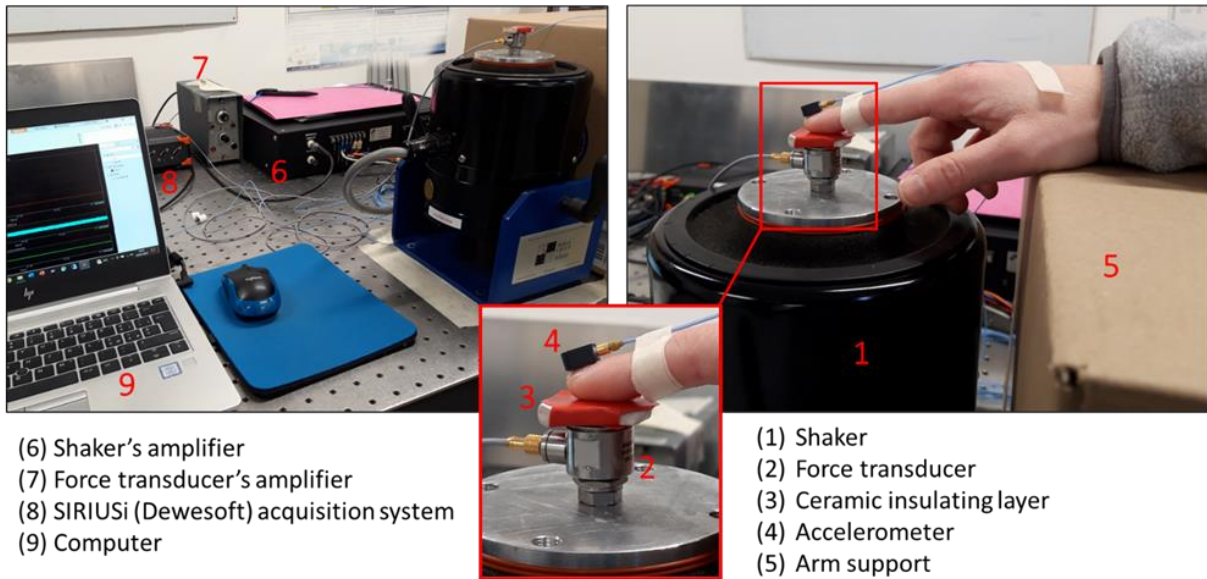 7
6
8
9
4
3
2
1
5
hp
(6) Shaker's amplifier
(7) Force transducer's amplifier
(8) SIRIUSi (Dewesoft) acquisition system
(9) Computer
(1) Shaker
(2) Force transducer
(3) Ceramic insulating layer
(4) Accelerometer
(5) Arm support